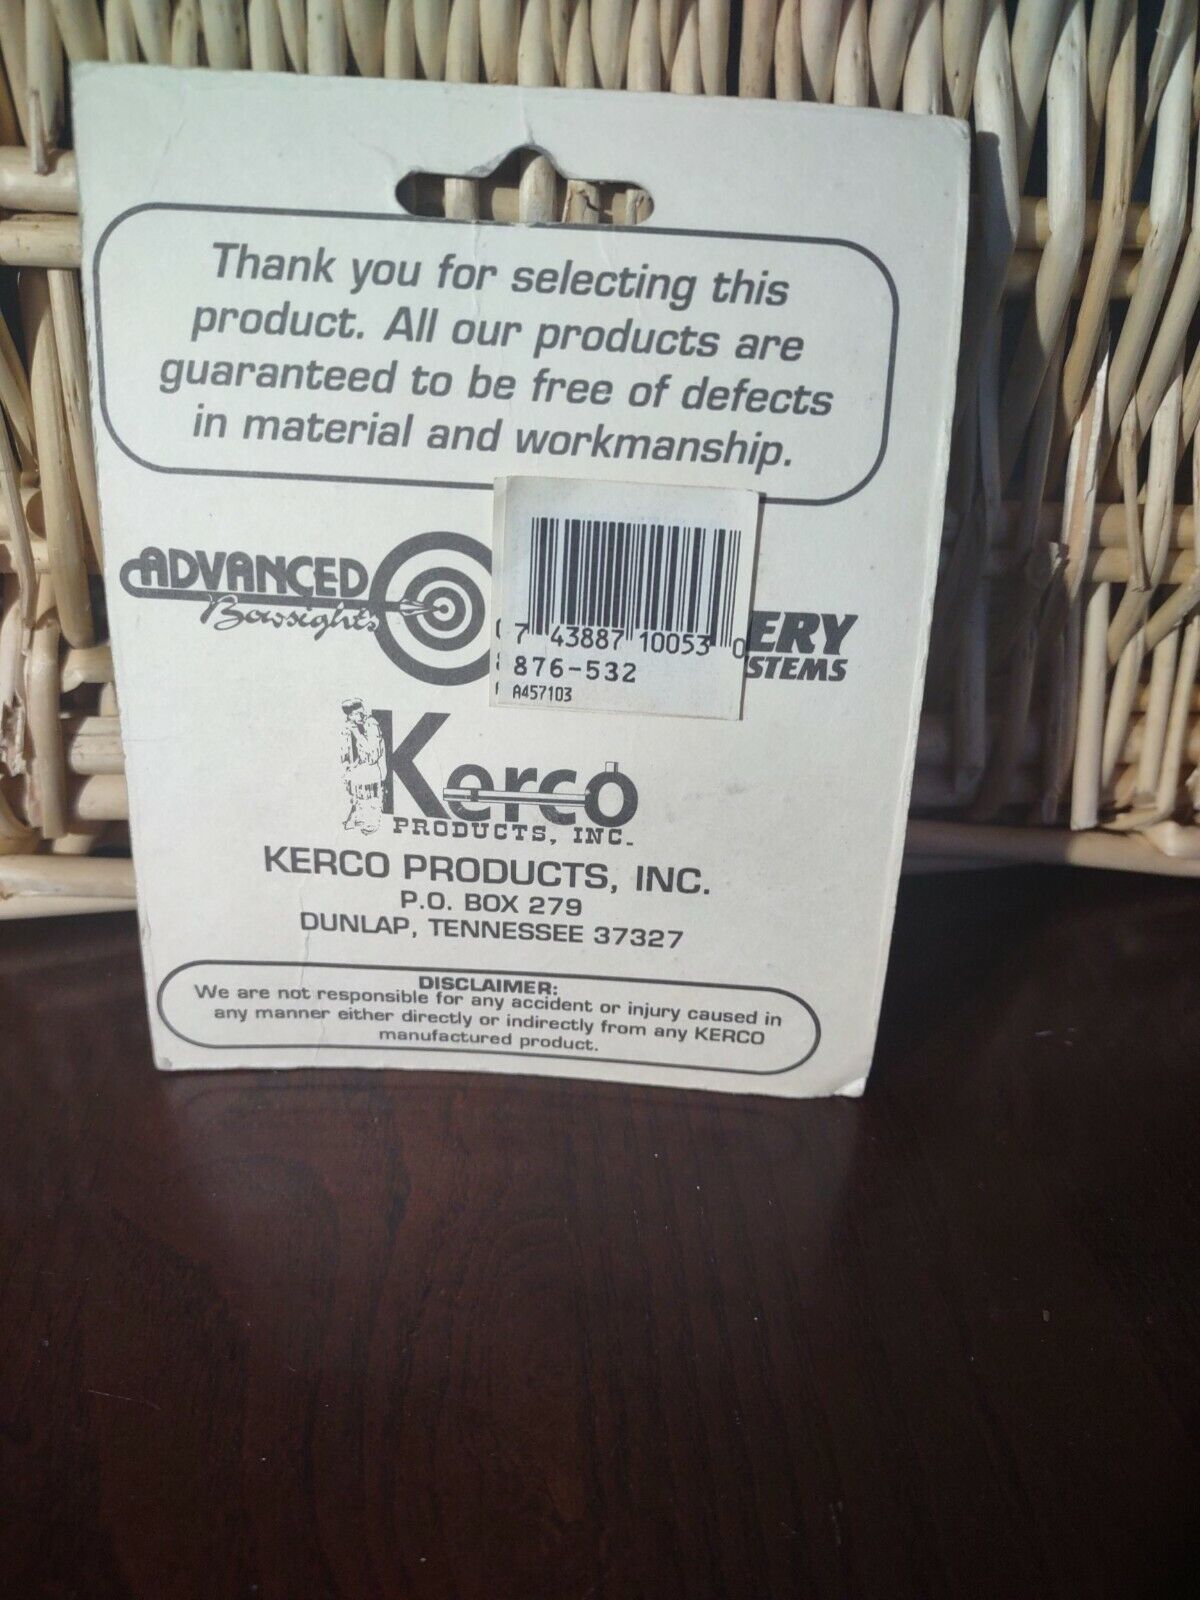 Thank you for selecting this
product. All our products are
guaranteed to be free of defects
in material and workmanship.
ADVANCED
Bowsights
7 43887 10053 0
876-532
A457103
ERY
STEMS
Kerco
PRODUCTS, INC.
KERCO PRODUCTS, INC.
P.O. BOX 279
DUNLAP, TENNESSEE 37327
DISCLAIMER:
We are not responsible for any accident or injury caused in
any manner either directly or indirectly from any KERCO
manufactured product.